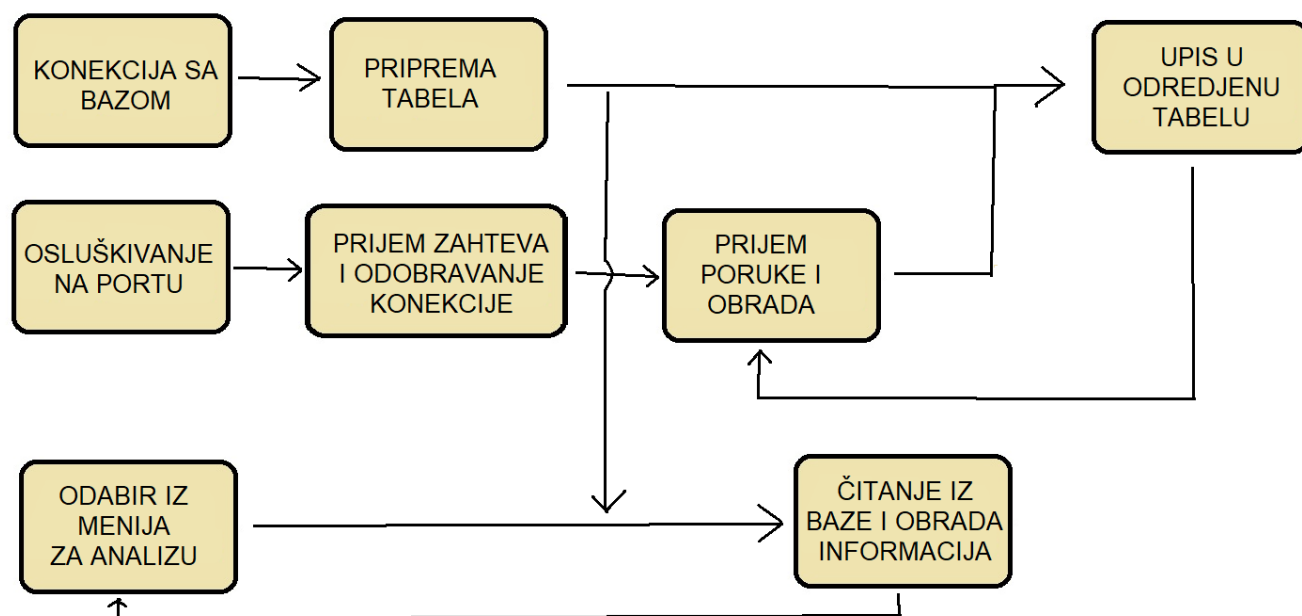 KONEKCIJA SA
BAZOM
PRIPREMA
TABELA
UPIS U
ODREDJENU
TABELU
OSLUŠKIVANJE
NA PORTU
PRIJEM ZAHTEVA
I ODOBRAVANJE
KONEKCIJE
PRIJEM
PORUKE I
OBRADA
ODABIR IZ
MENIJA
ZA ANALIZU
ČITANJE IZ
BAZE I OBRADA
INFORMACIJA